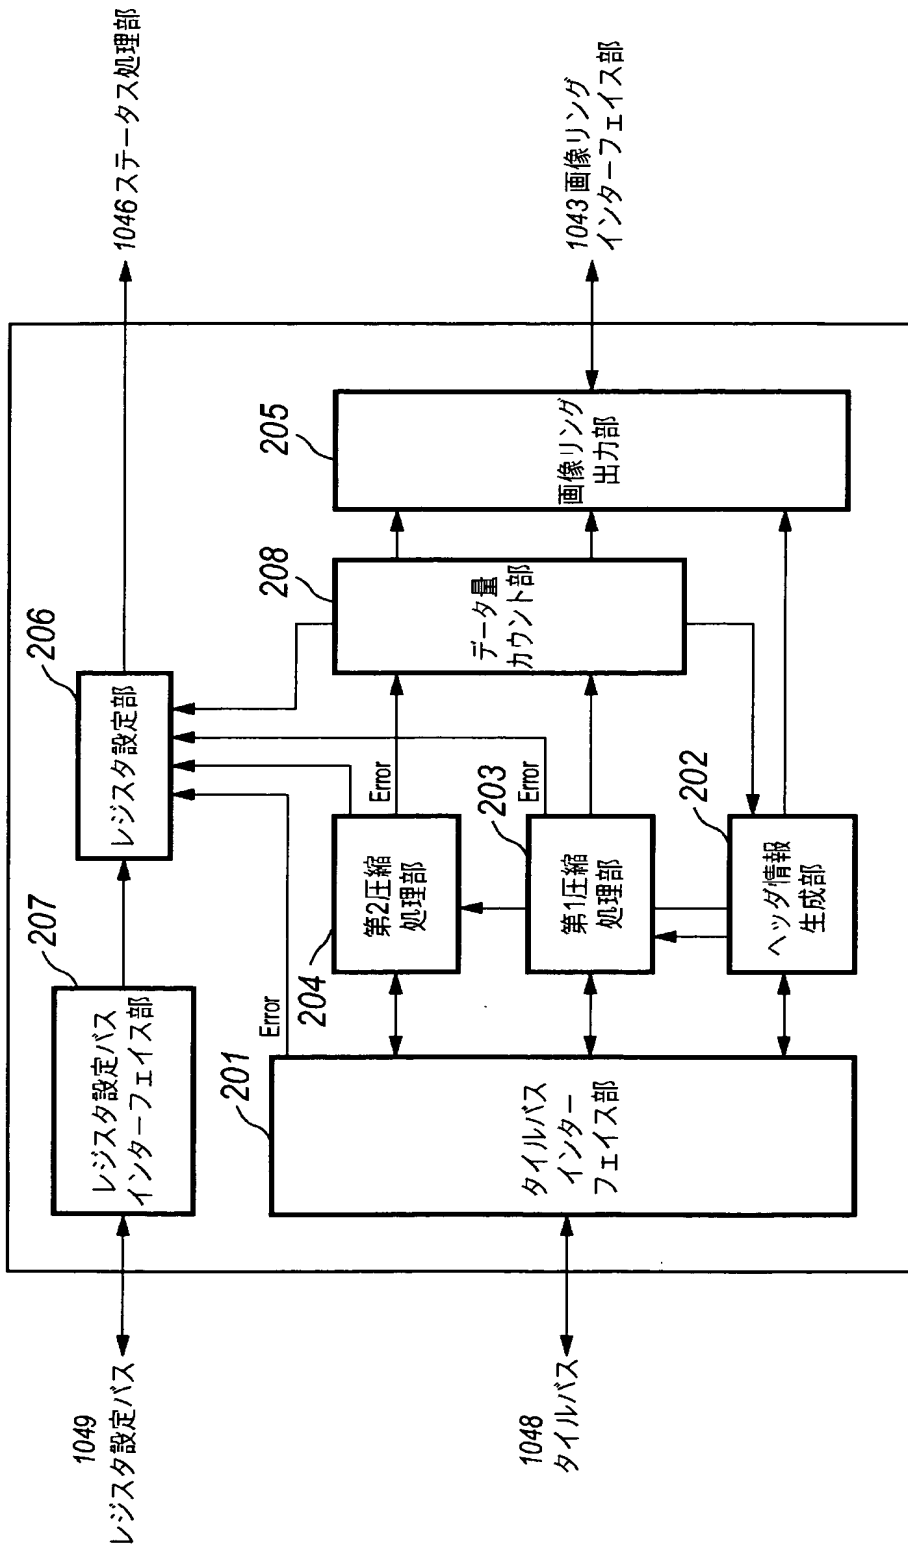 1049
レジスタ設定バス
207
レジスタ設定バス
インターフェイス部
206
レジスタ設定部
1046 ステータス処理部
1048
タイルバス
201
タイルバス
インター
フェイス部
Error
204
第2圧縮
処理部
Error
203
第1圧縮
処理部
Error
202
ヘッダ情報
生成部
208
データ量
カウント部
205
画像リング
出力部
1043 画像リング
インターフェイス部